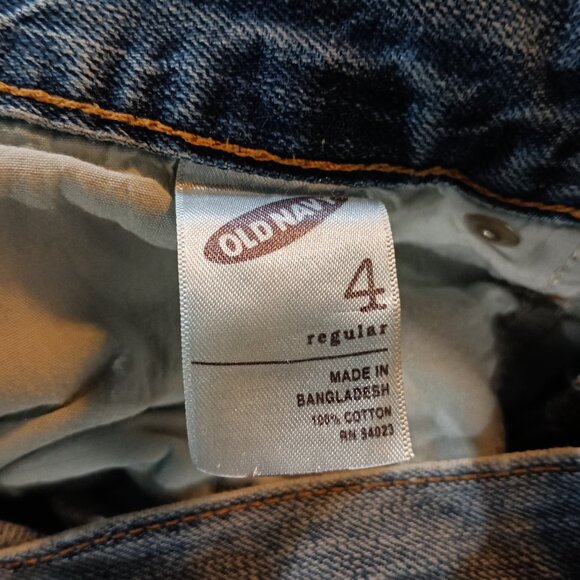 OLD NAVY
4
regular
MADE IN
BANGLADESH
100% COTTON
RN 54023